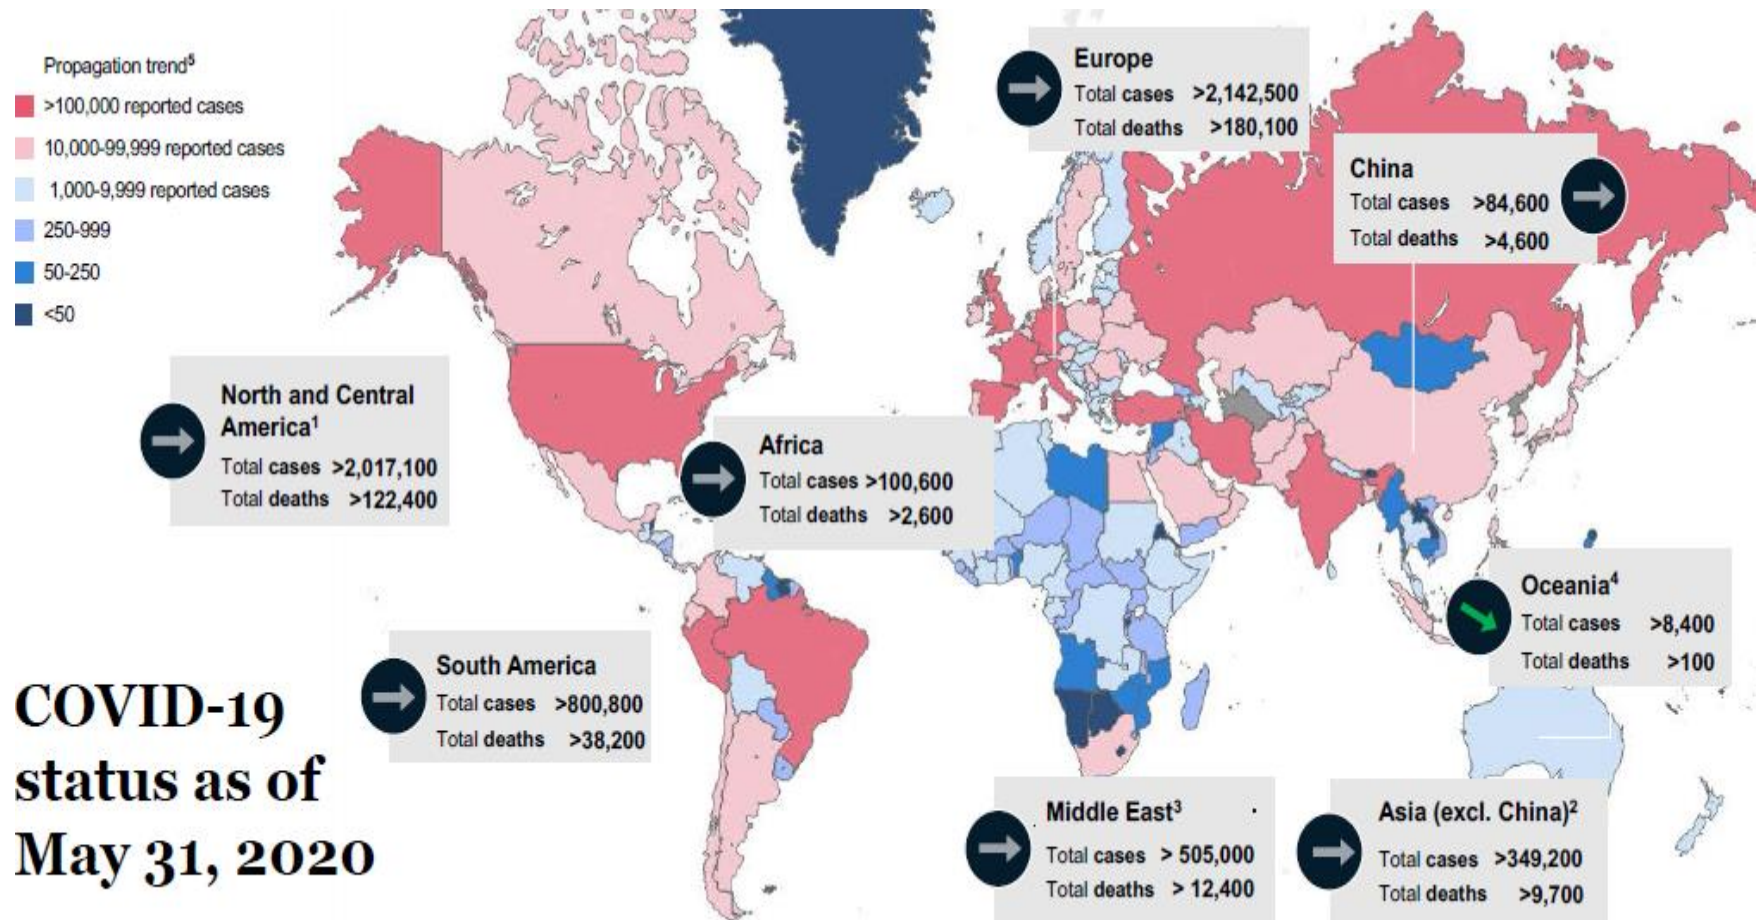 Propagation trend⁵
>100,000 reported cases
10,000-99,999 reported cases
1,000-9,999 reported cases
250-999
50-250
<50
North and Central
America¹
Total cases >2,017,100
Total deaths >122,400
Europe
Total cases >2,142,500
Total deaths >180,100
China
Total cases >84,600
Total deaths >4,600
Africa
Total cases >100,600
Total deaths >2,600
Oceania⁴
Total cases >8,400
Total deaths >100
South America
Total cases >800,800
Total deaths >38,200
Middle East³
Total cases > 505,000
Total deaths > 12,400
Asia (excl. China)²
Total cases >349,200
Total deaths >9,700
COVID-19
status as of
May 31, 2020